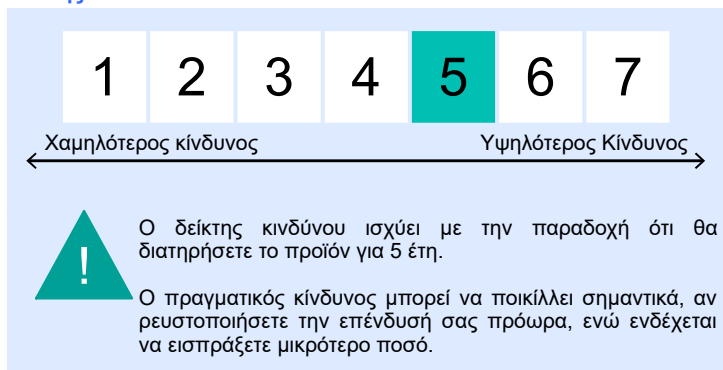 1 2 3 4 5 6 7
Χαμηλότερος κίνδυνος Υψηλότερος Κίνδυνος
! Ο δείκτης κινδύνου ισχύει με την παραδοχή ότι θα
διατηρήσετε το προϊόν για 5 έτη.
Ο πραγματικός κίνδυνος μπορεί να ποικίλλει σημαντικά, αν
ρευστοποιήσετε την επένδυσή σας πρόωρα, ενώ ενδέχεται
να εισπράξετε μικρότερο ποσό.